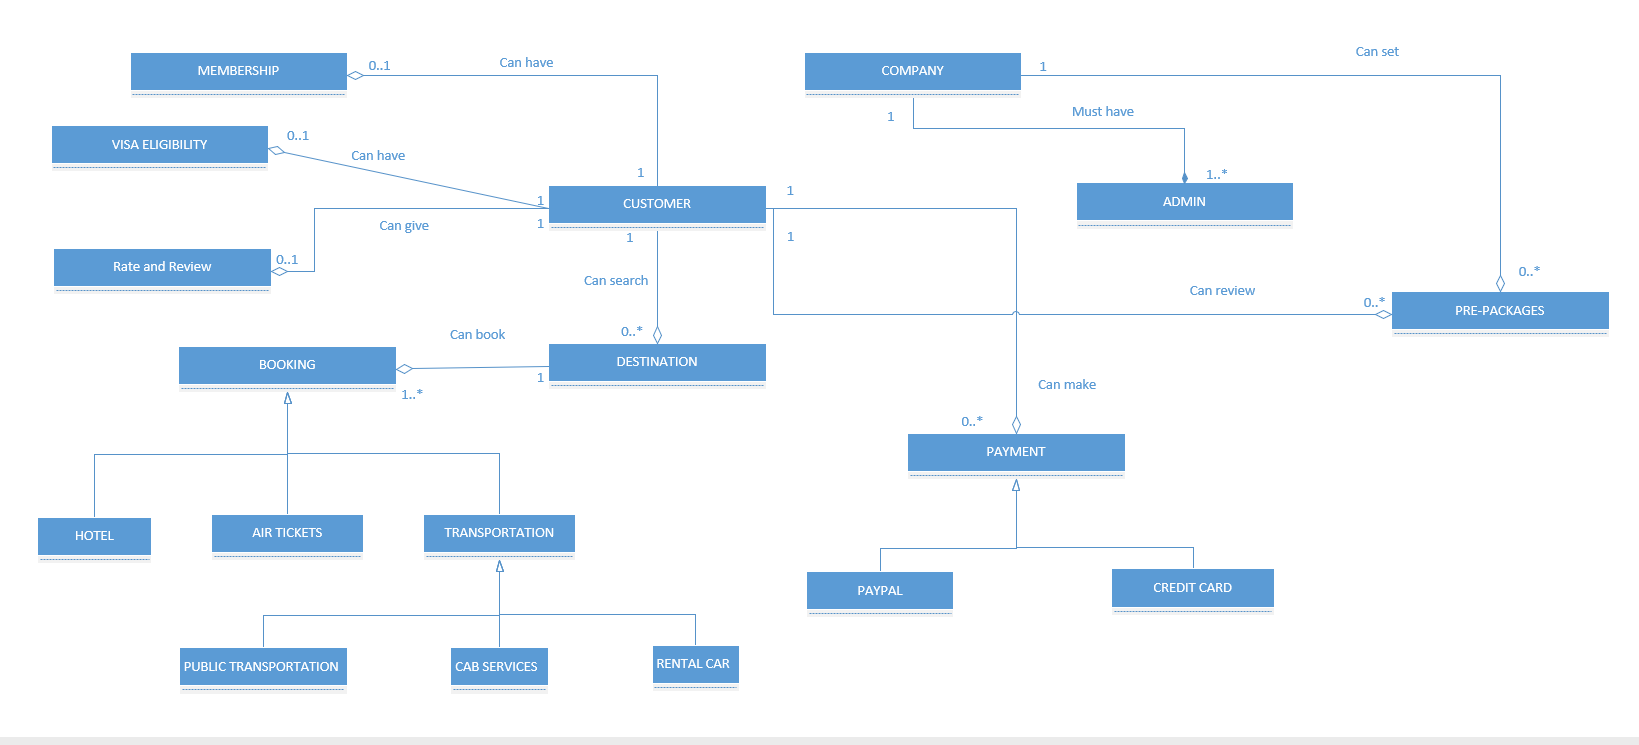 Can set
MEMBERSHIP
0..1
Can have
COMPANY
1
1
Must have
VISA ELIGIBILITY
0..1
Can have
1
1
1..*
ADMIN
1
CUSTOMER
1
Can give
1
1
1
Rate and Review
0..1
Can search
0..*
Can review
0..*
PRE-PACKAGES
0..*
Can book
BOOKING
DESTINATION
1
1..*
Can make
0..*
PAYMENT
HOTEL
AIR TICKETS
TRANSPORTATION
PAYPAL
CREDIT CARD
PUBLIC TRANSPORTATION
CAB SERVICES
RENTAL CAR